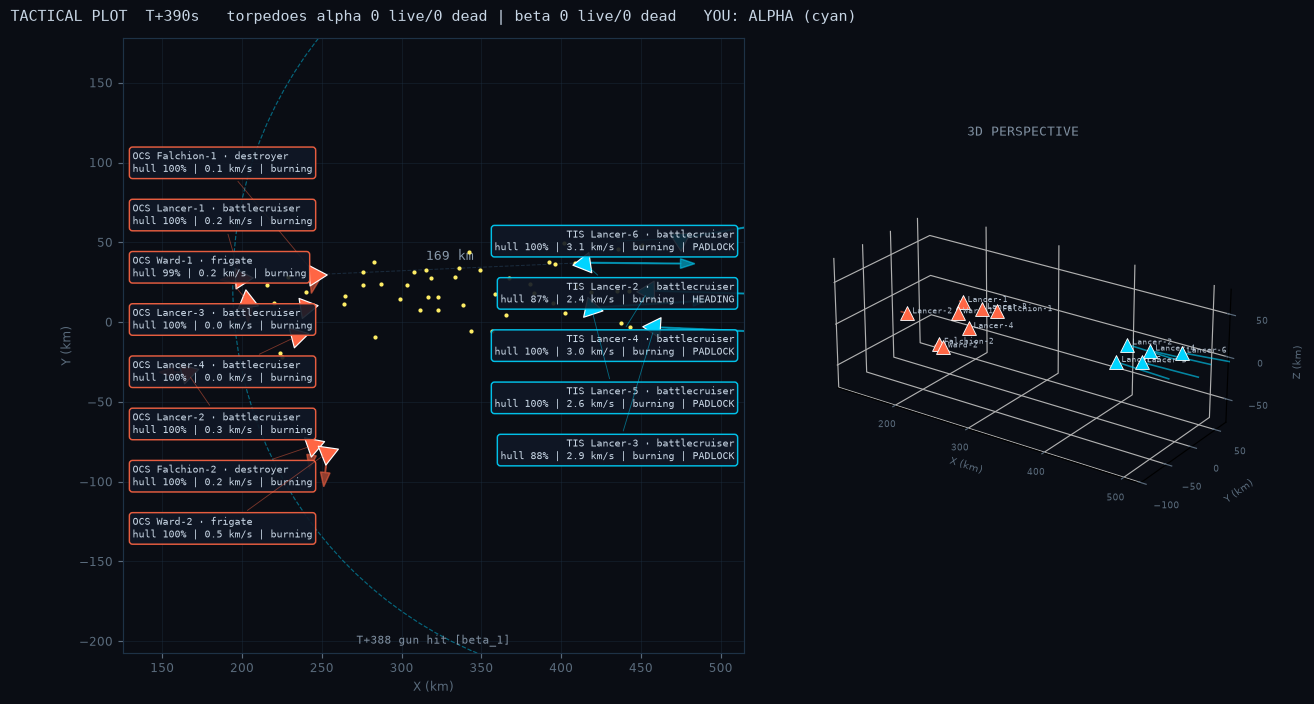 TACTICAL PLOT  T+390s   torpedoes alpha 0 live/0 dead | beta 0 live/0 dead   YOU: ALPHA (cyan)
150
100
50
0
−50
−100
−150
−200
Y (km)
150
200
250
300
350
400
450
500
X (km)
OCS Falchion-1 · destroyer
hull 100% | 0.1 km/s | burning
OCS Lancer-1 · battlecruiser
hull 100% | 0.2 km/s | burning
OCS Ward-1 · frigate
hull 99% | 0.2 km/s | burning
OCS Lancer-3 · battlecruiser
hull 100% | 0.0 km/s | burning
OCS Lancer-4 · battlecruiser
hull 100% | 0.0 km/s | burning
OCS Lancer-2 · battlecruiser
hull 100% | 0.3 km/s | burning
OCS Falchion-2 · destroyer
hull 100% | 0.2 km/s | burning
OCS Ward-2 · frigate
hull 100% | 0.5 km/s | burning
169 km
TIS Lancer-6 · battlecruiser
hull 100% | 3.1 km/s | burning | PADLOCK
TIS Lancer-2 · battlecruiser
hull 87% | 2.4 km/s | burning | HEADING
TIS Lancer-4 · battlecruiser
hull 100% | 3.0 km/s | burning | PADLOCK
TIS Lancer-5 · battlecruiser
hull 100% | 2.6 km/s | burning | PADLOCK
TIS Lancer-3 · battlecruiser
hull 88% | 2.9 km/s | burning | PADLOCK
T+388 gun hit [beta_1]
3D PERSPECTIVE
Lancer-1
Lancer-2
Lancer-4
Lancer-2
Lancer-6
200
300
400
500
X (km)
−100
−50
0
50
Y (km)
50
0
−50
Z (km)